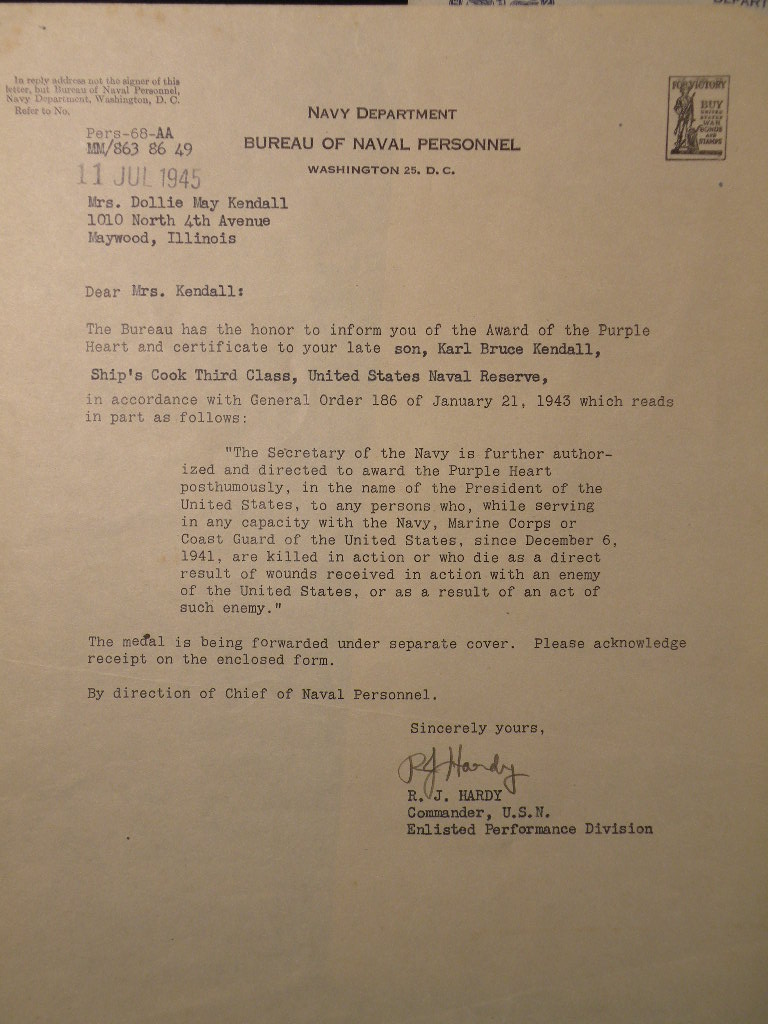 DEPART
In reply address not the signer of this
letter, but Bureau of Naval Personnel,
Navy Department, Washington, D. C.
Refer to No.
FOR VICTORY
BUY
UNITED
STATES
WAR
BONDS
AND
STAMPS
NAVY DEPARTMENT
BUREAU OF NAVAL PERSONNEL
WASHINGTON 25. D. C.
Pers-68-AA
MM/863 86 49
11 JUL 1945
Mrs. Dollie May Kendall
1010 North 4th Avenue
Maywood, Illinois
Dear Mrs. Kendall:
The Bureau has the honor to inform you of the Award of the Purple
Heart and certificate to your late son, Karl Bruce Kendall,
Ship's Cook Third Class, United States Naval Reserve,
in accordance with General Order 186 of January 21, 1943 which reads
in part as follows:
"The Secretary of the Navy is further author-
ized and directed to award the Purple Heart
posthumously, in the name of the President of the
United States, to any persons who, while serving
in any capacity with the Navy, Marine Corps or
Coast Guard of the United States, since December 6,
1941, are killed in action or who die as a direct
result of wounds received in action with an enemy
of the United States, or as a result of an act of
such enemy."
The medal is being forwarded under separate cover. Please acknowledge
receipt on the enclosed form.
By direction of Chief of Naval Personnel.
Sincerely yours,
RJ Hardy
R. J. HARDY
Commander, U.S.N.
Enlisted Performance Division